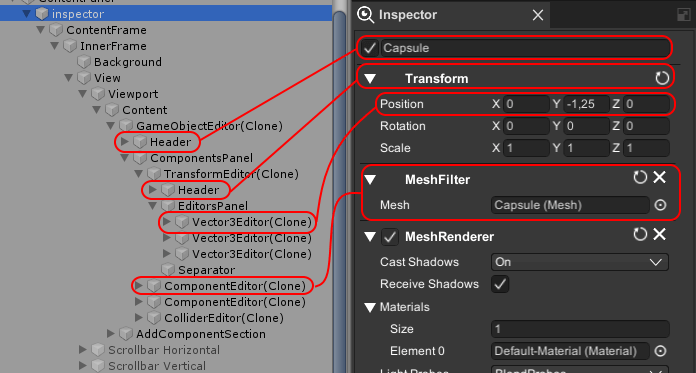 ContentPanel
inspector
ContentFrame
InnerFrame
Background
View
Viewport
Content
GameObjectEditor(Clone)
Header
ComponentsPanel
TransformEditor(Clone)
Header
EditorsPanel
Vector3Editor(Clone)
Vector3Editor(Clone)
Vector3Editor(Clone)
Separator
ComponentEditor(Clone)
ComponentEditor(Clone)
ColliderEditor(Clone)
AddComponentSection
Scrollbar Horizontal
Scrollbar Vertical
Inspector
Capsule
Transform
Position X 0 Y -1,25 Z 0
Rotation X 0 Y 0 Z 0
Scale X 1 Y 1 Z 1
MeshFilter
Mesh Capsule (Mesh)
MeshRenderer
Cast Shadows On
Receive Shadows
Materials
Size 1
Element 0 Default-Material (Material)
Light Probes BlendProbes